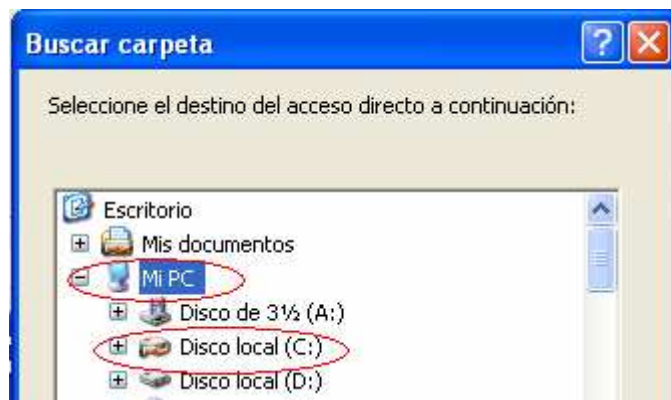 Buscar carpeta
Seleccione el destino del acceso directo a continuación:
Escritorio
Mis documentos
Mi PC
Disco de 3½ (A:)
Disco local (C:)
Disco local (D:)